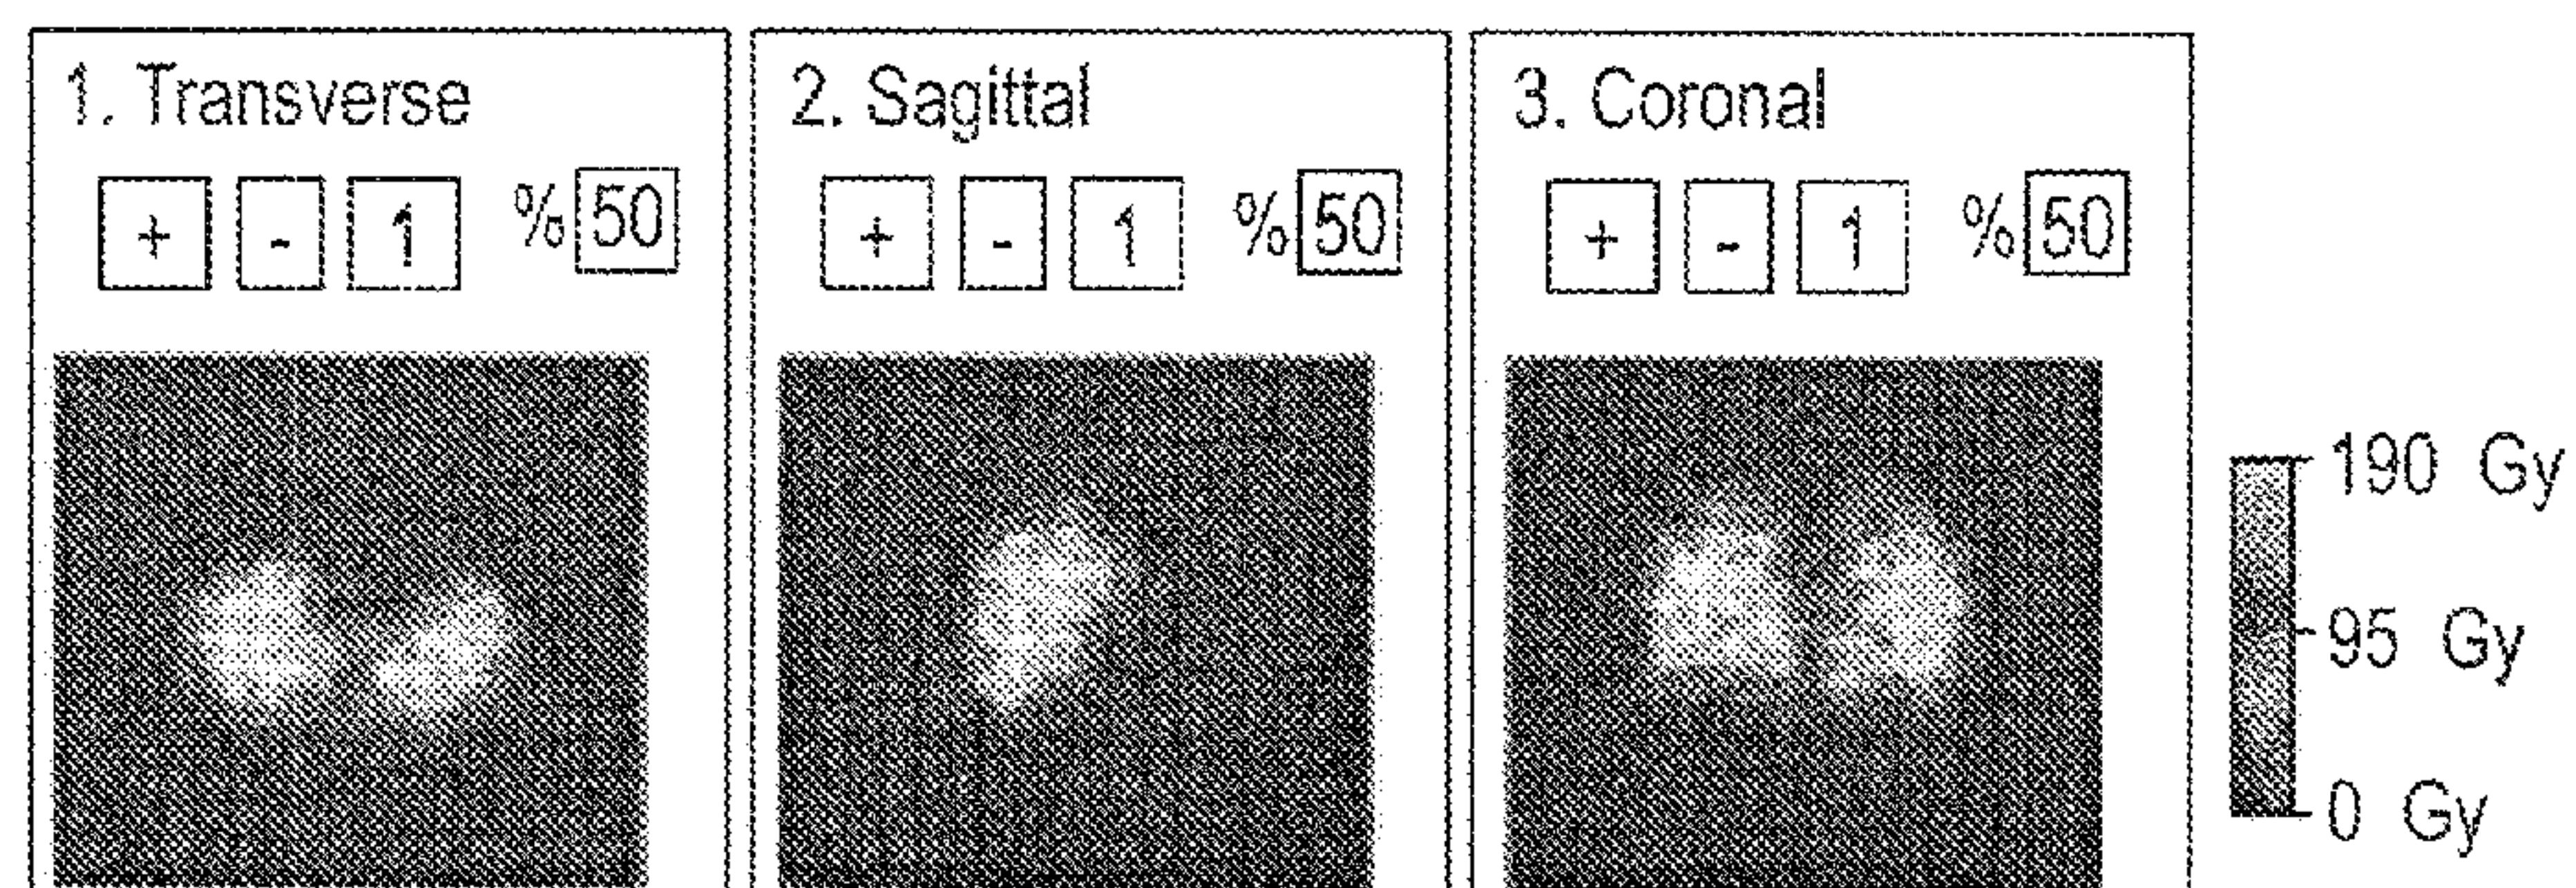 1. Transverse
+ - 1 % 50
2. Sagittal
+ - 1 % 50
3. Coronal
+ - 1 % 50
190 Gy
95 Gy
0 Gy